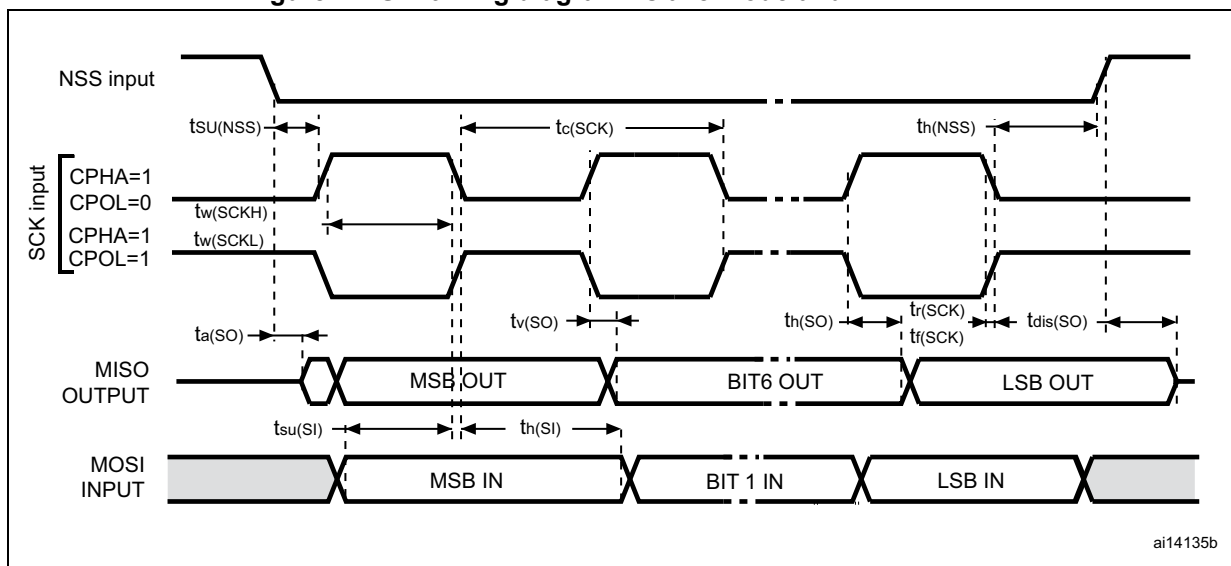 NSS input
tSU(NSS)
tc(SCK)
th(NSS)
SCK input
CPHA=1
CPOL=0
tw(SCKH)
CPHA=1
tw(SCKL)
CPOL=1
ta(SO)
tv(SO)
th(SO)
tr(SCK)
tf(SCK)
tdis(SO)
MISO
OUTPUT
MSB OUT
BIT6 OUT
LSB OUT
tsu(SI)
th(SI)
MOSI
INPUT
MSB IN
BIT 1 IN
LSB IN
ai14135b